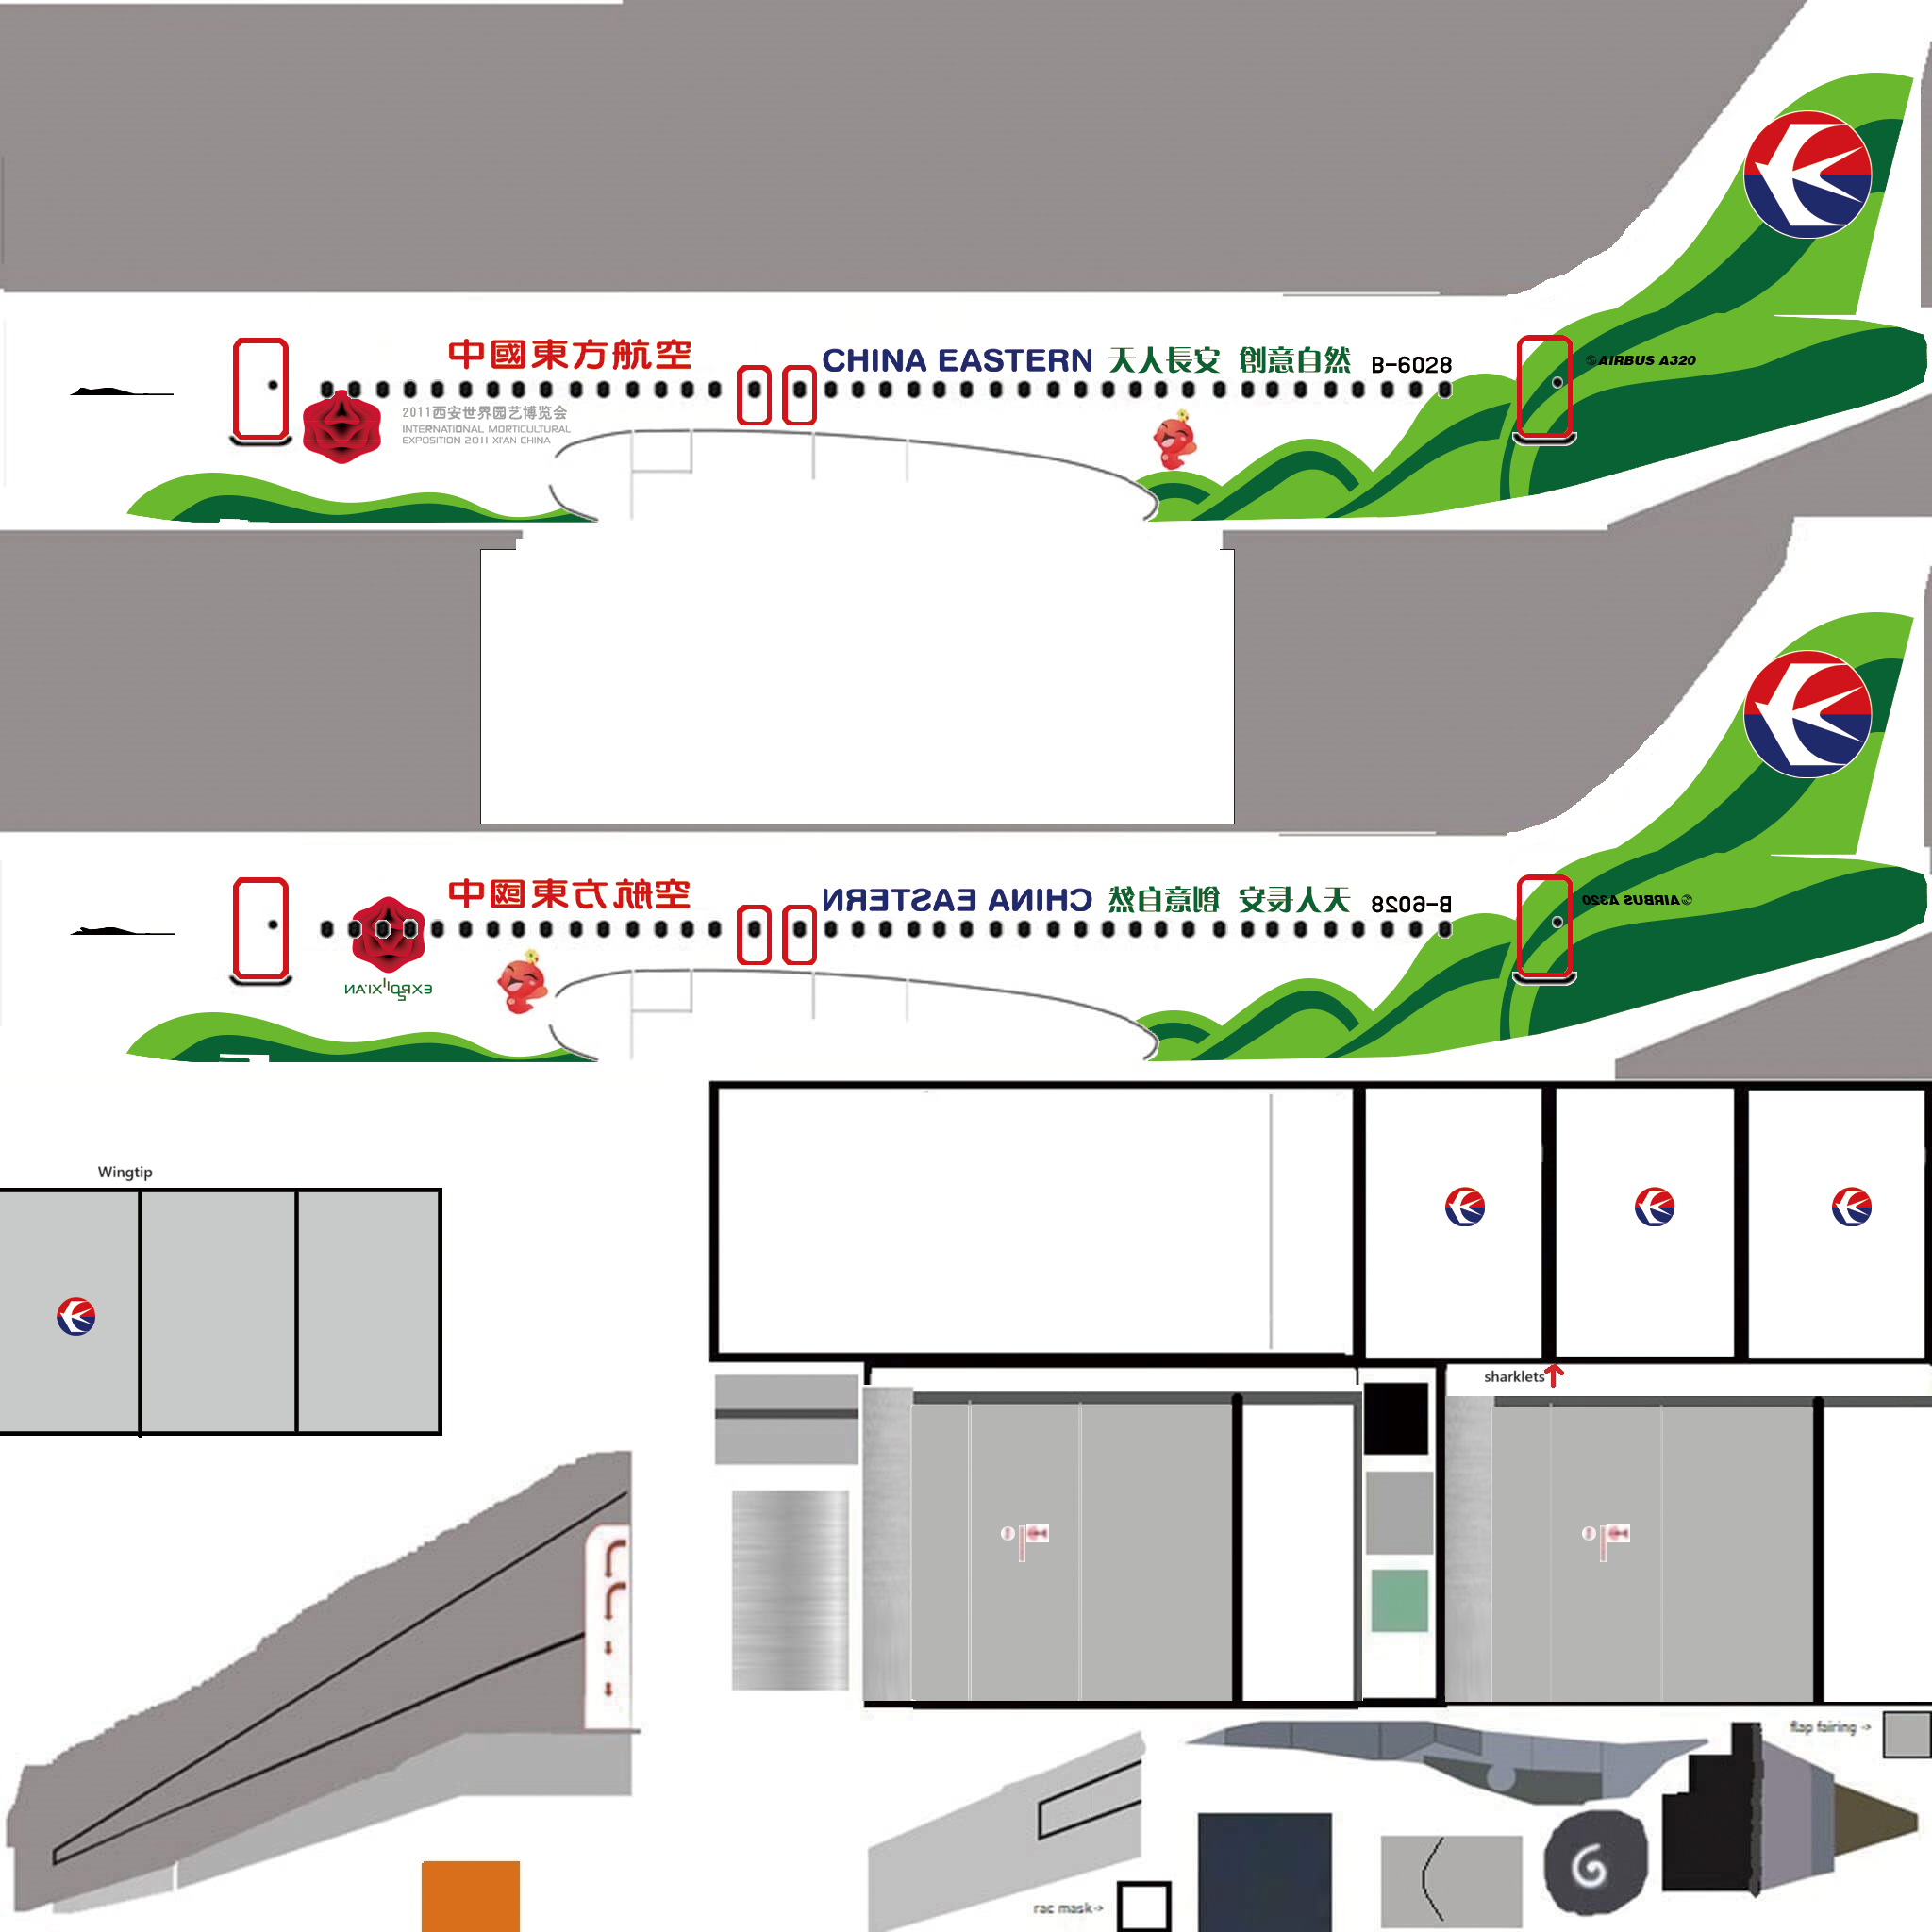 中國東方航空
CHINA EASTERN 天人長安 創意自然 B-6028
AIRBUS A320
2011西安世界园艺博览会
INTERNATIONAL MORTICULTURAL
EXPOSITION 2011 XI'AN CHINA
中國東方航空
CHINA EASTERN 天人長安 創意自然 B-6028
AIRBUS A320
EXPO 2011 XI'AN
Wingtip
sharklets
flap fairing ->
rac mask->